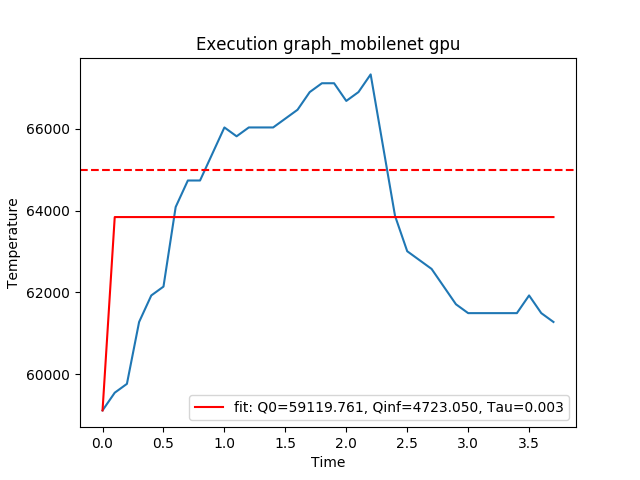 Execution graph_mobilenet gpu
Temperature
66000
64000
62000
60000
fit: Q0=59119.761, Qinf=4723.050, Tau=0.003
0.0 0.5 1.0 1.5 2.0 2.5 3.0 3.5
Time